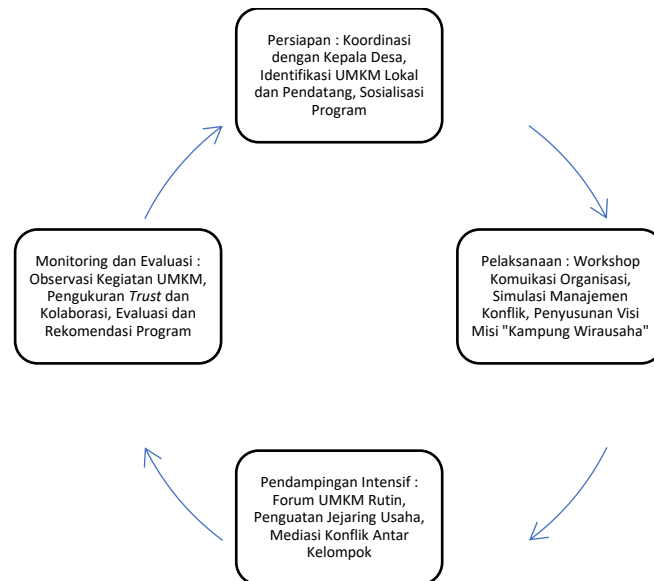 Persiapan : Koordinasi
dengan Kepala Desa,
Identifikasi UMKM Lokal
dan Pendatang, Sosialisasi
Program
Pelaksanaan : Workshop
Komuikasi Organisasi,
Simulasi Manajemen
Konflik, Penyusunan Visi
Misi "Kampung Wirausaha"
Pendampingan Intensif :
Forum UMKM Rutin,
Penguatan Jejaring Usaha,
Mediasi Konflik Antar
Kelompok
Monitoring dan Evaluasi :
Observasi Kegiatan UMKM,
Pengukuran Trust dan
Kolaborasi, Evaluasi dan
Rekomendasi Program